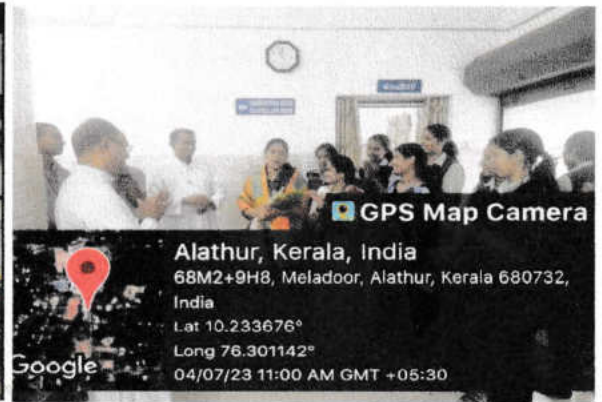 GPS Map Camera
Alathur, Kerala, India
68M2+9H8, Meladoor, Alathur, Kerala 680732,
India
Lat 10.233676°
Long 76.301142°
04/07/23 11:00 AM GMT +05:30
Google